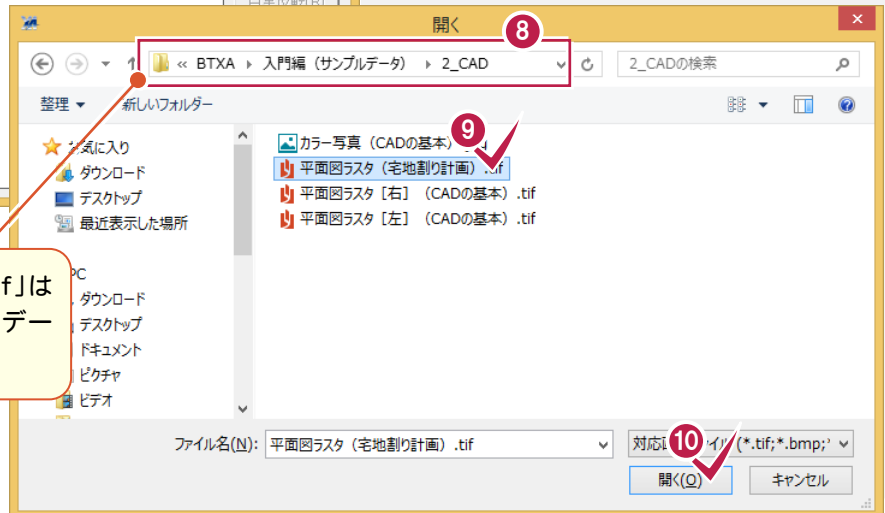 開く
8
« BTXA 入門編（サンプルデータ） 2_CAD
2_CADの検索
整理 新しいフォルダー
9
お気に入り
ダウンロード
デスクトップ
最近表示した場所
PC
ダウンロード
デスクトップ
ドキュメント
ピクチャ
ビデオ
カラー写真（CADの基本）
平面図ラスタ（宅地割り計画）.tif
平面図ラスタ［右］（CADの基本）.tif
平面図ラスタ［左］（CADの基本）.tif
f」は
デー
ファイル名(N): 平面図ラスタ（宅地割り計画）.tif
10
(*.tif;*.bmp;*
開く(O)
キャンセル